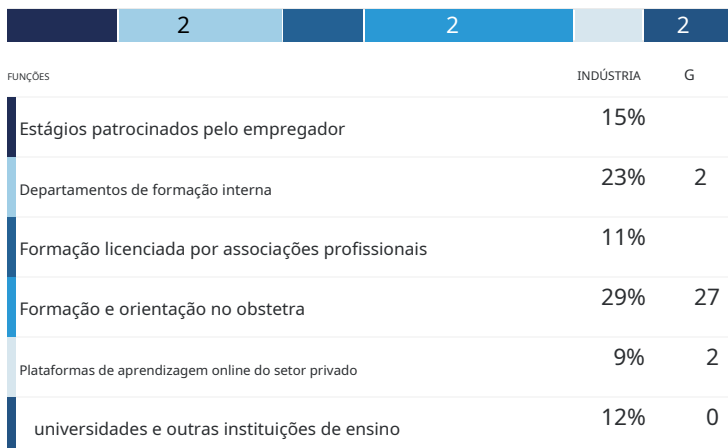 2 2 2
FUNÇÕES INDÚSTRIA G
Estágios patrocinados pelo empregador 15%
Departamentos de formação interna 23% 2
Formação licenciada por associações profissionais 11%
Formação e orientação no obstetra 29% 27
Plataformas de aprendizagem online do setor privado 9% 2
universidades e outras instituições de ensino 12% 0